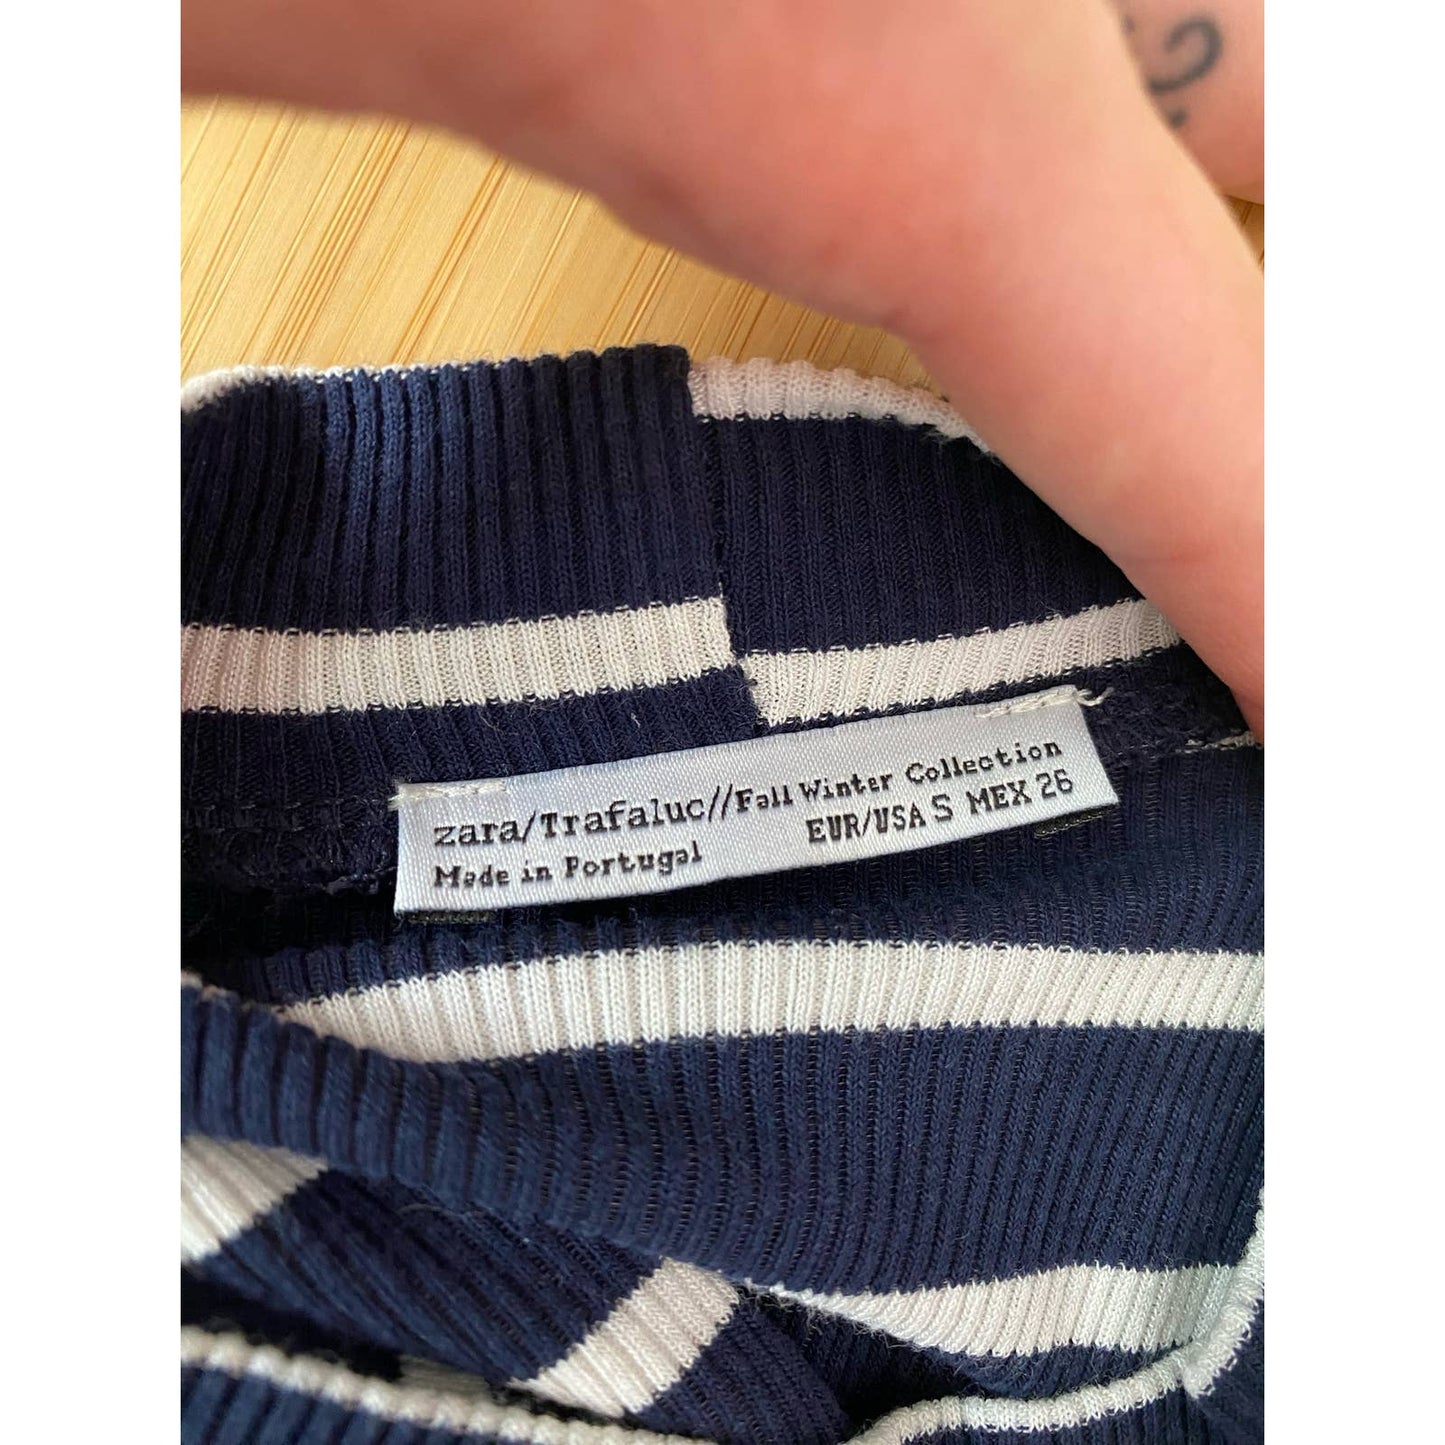 zara/Trafaluc//Fall Winter Collection
Made in Portugal EUR/USA S MEX 26